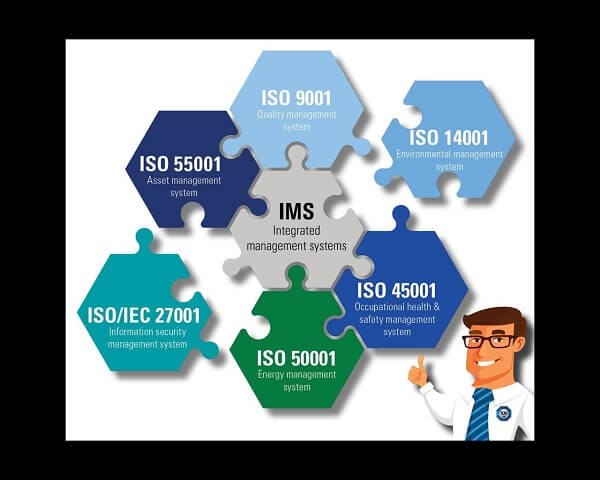 ISO 9001
Quality management
system
ISO 14001
Environmental management
system
ISO 55001
Asset management
system
IMS
Integrated
management systems
ISO 45001
Occupational health &
safety management
system
ISO/IEC 27001
Information security
management system
ISO 50001
Energy management
system